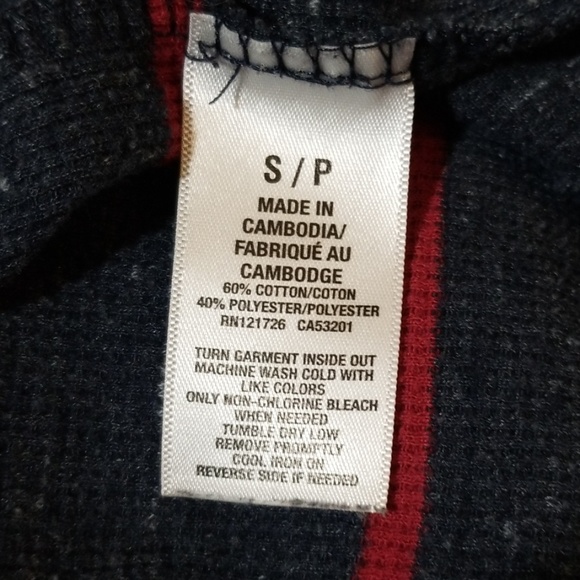 S / P
MADE IN
CAMBODIA/
FABRIQUÉ AU
CAMBODGE
60% COTTON/COTON
40% POLYESTER/POLYESTER
RN121726 CA53201
TURN GARMENT INSIDE OUT
MACHINE WASH COLD WITH
LIKE COLORS
ONLY NON-CHLORINE BLEACH
WHEN NEEDED
TUMBLE DRY LOW
REMOVE PROMPTLY
COOL IRON ON
REVERSE SIDE IF NEEDED